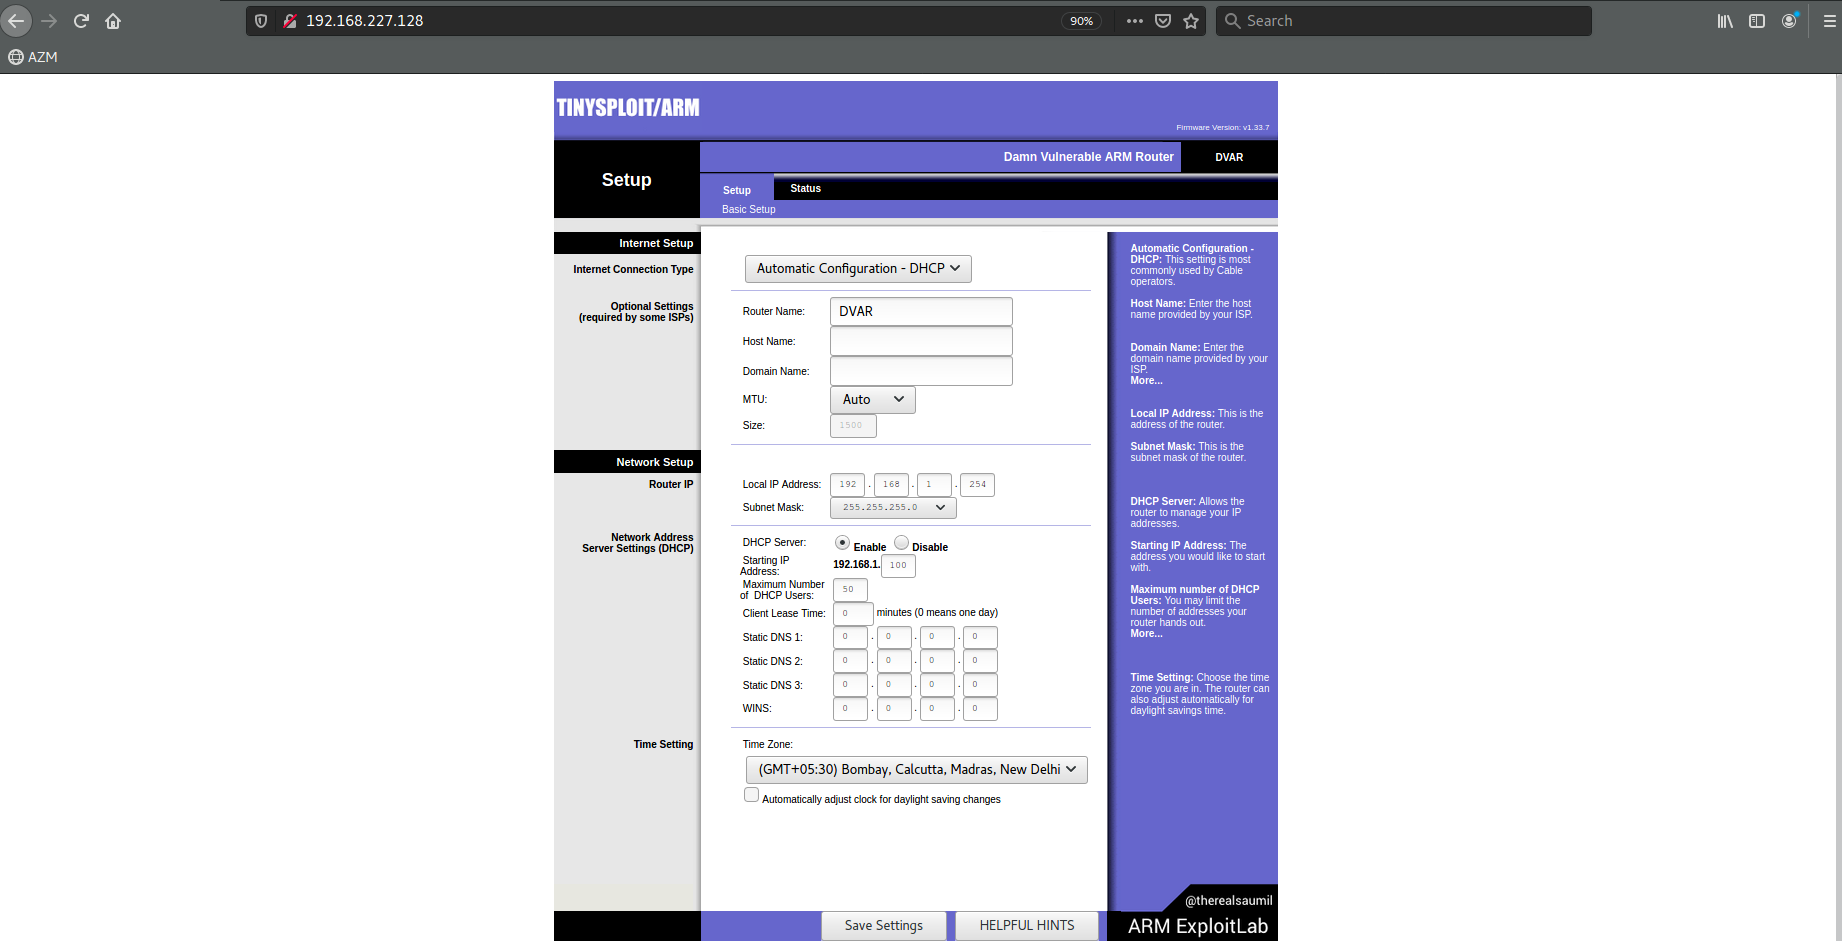 192.168.227.128
90%
Search
AZM
TINYSPLOIT/ARM
Firmware Version: v1.33.7
Damn Vulnerable ARM Router
DVAR
Setup
Setup
Status
Basic Setup
Internet Setup
Internet Connection Type
Automatic Configuration - DHCP
Optional Settings
(required by some ISPs)
Router Name:
DVAR
Host Name:
Domain Name:
MTU:
Auto
Size:
1500
Network Setup
Router IP
Local IP Address:
192 . 168 . 1 . 254
Subnet Mask:
255.255.255.0
Network Address
Server Settings (DHCP)
DHCP Server:
Enable
Disable
Starting IP
Address:
192.168.1.
100
Maximum Number
of DHCP Users:
50
Client Lease Time:
0
minutes (0 means one day)
Static DNS 1:
0 . 0 . 0 . 0
Static DNS 2:
0 . 0 . 0 . 0
Static DNS 3:
0 . 0 . 0 . 0
WINS:
0 . 0 . 0 . 0
Time Setting
Time Zone:
(GMT+05:30) Bombay, Calcutta, Madras, New Delhi
Automatically adjust clock for daylight saving changes
Automatic Configuration -
DHCP: This setting is most
commonly used by Cable
operators.
Host Name: Enter the host
name provided by your ISP.
Domain Name: Enter the
domain name provided by your
ISP.
More...
Local IP Address: This is the
address of the router.
Subnet Mask: This is the
subnet mask of the router.
DHCP Server: Allows the
router to manage your IP
addresses.
Starting IP Address: The
address you would like to start
with.
Maximum number of DHCP
Users: You may limit the
number of addresses your
router hands out.
More...
Time Setting: Choose the time
zone you are in. The router can
also adjust automatically for
daylight savings time.
Save Settings
HELPFUL HINTS
@therealsaumil
ARM ExploitLab